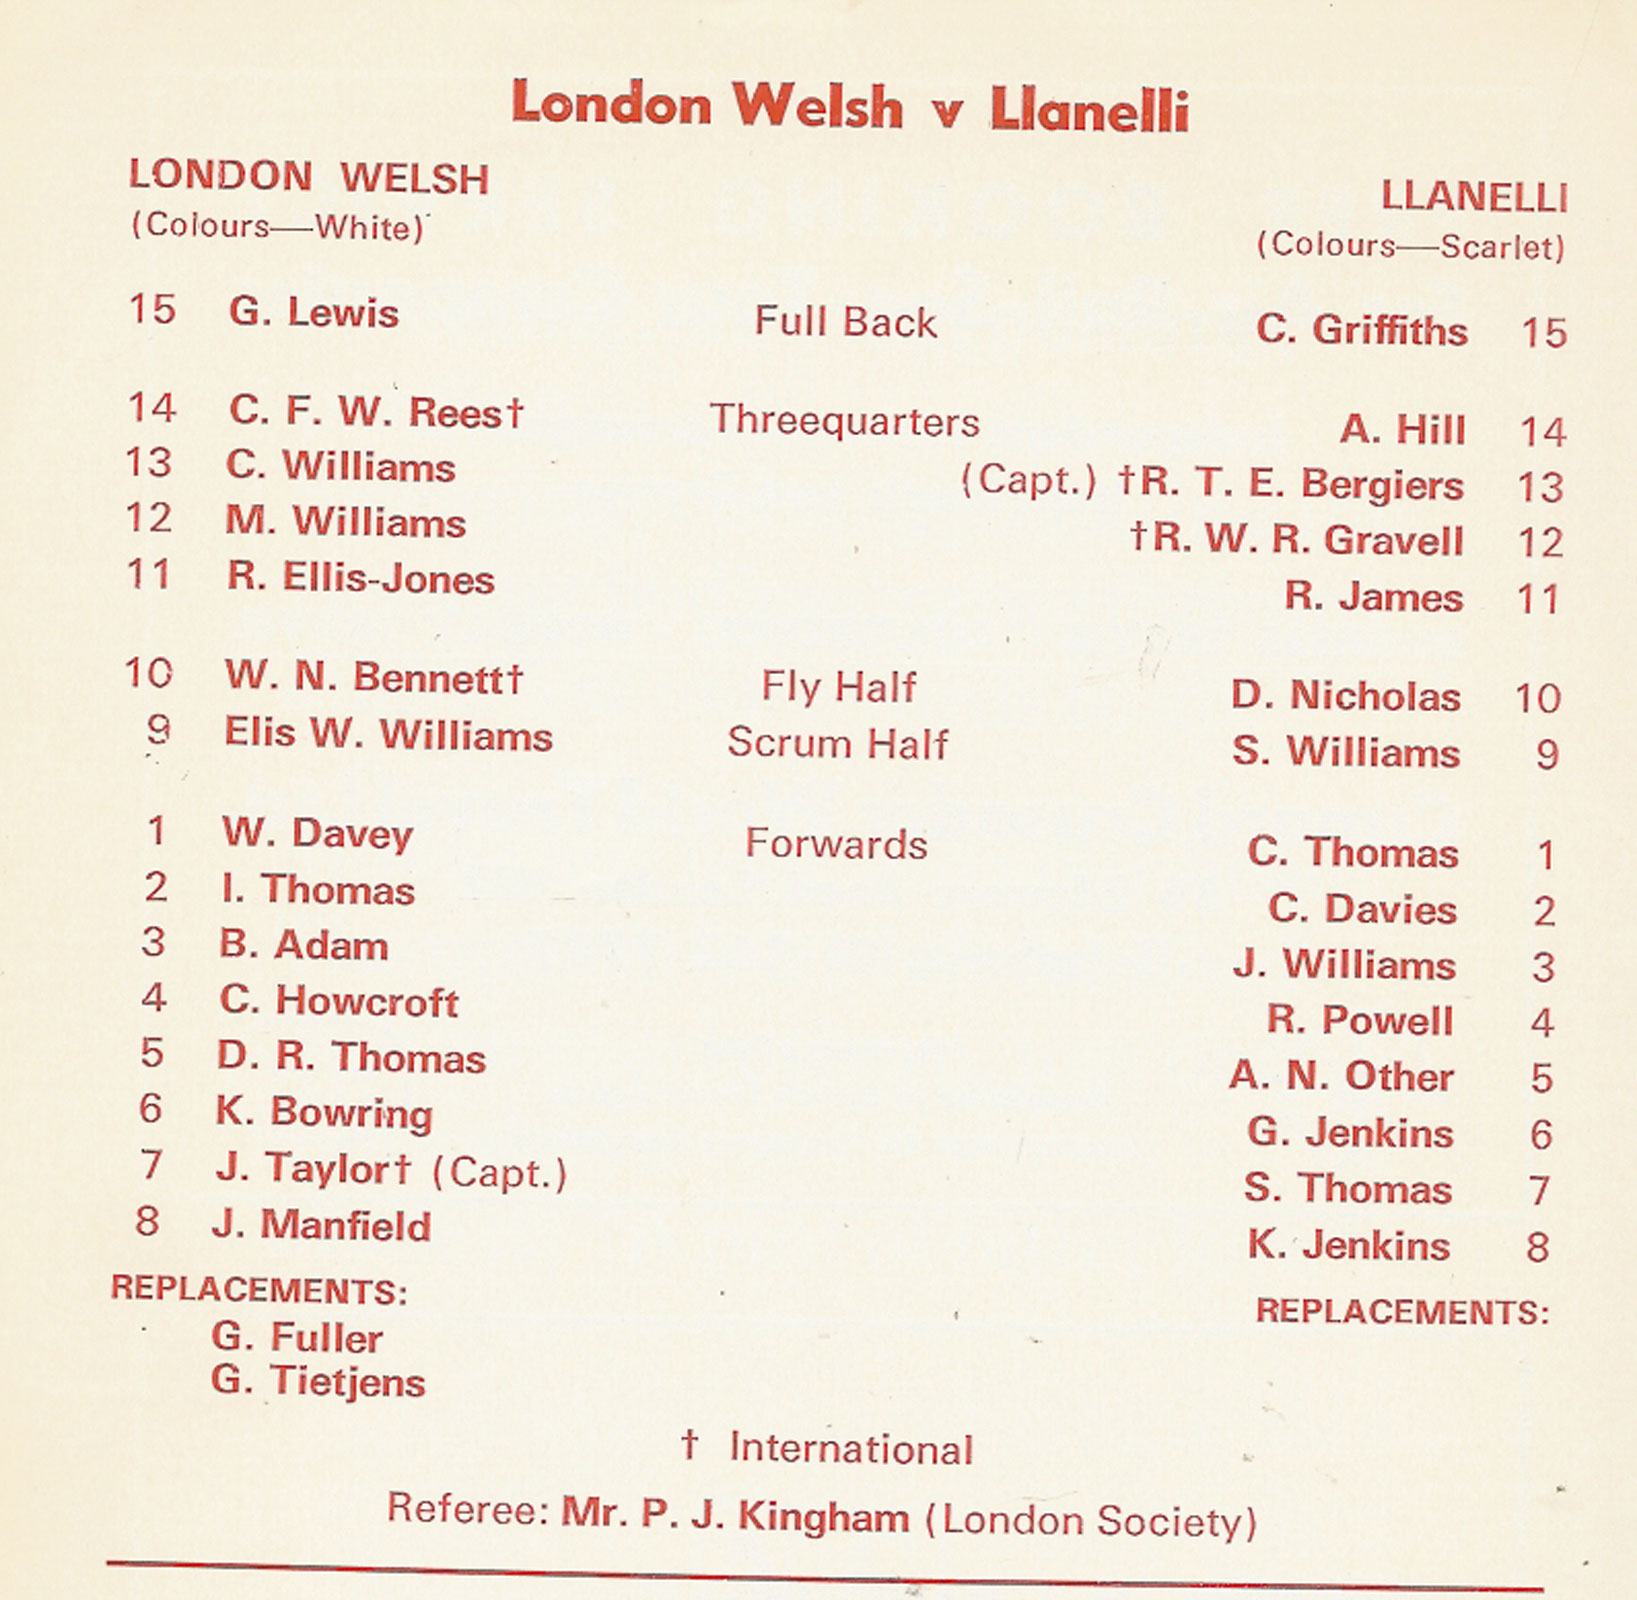 London Welsh v Llanelli
LONDON WELSH LLANELLI
(Colours—White) (Colours—Scarlet)
15 G. Lewis Full Back C. Griffiths 15
14 C. F. W. Rees† Threequarters A. Hill 14
13 C. Williams (Capt.) †R. T. E. Bergiers 13
12 M. Williams †R. W. R. Gravell 12
11 R. Ellis-Jones R. James 11
10 W. N. Bennett† Fly Half D. Nicholas 10
9 Elis W. Williams Scrum Half S. Williams 9
1 W. Davey Forwards C. Thomas 1
2 I. Thomas C. Davies 2
3 B. Adam J. Williams 3
4 C. Howcroft R. Powell 4
5 D. R. Thomas A. N. Other 5
6 K. Bowring G. Jenkins 6
7 J. Taylor† (Capt.) S. Thomas 7
8 J. Manfield K. Jenkins 8
REPLACEMENTS: REPLACEMENTS:
G. Fuller
G. Tietjens
† International
Referee: Mr. P. J. Kingham (London Society)